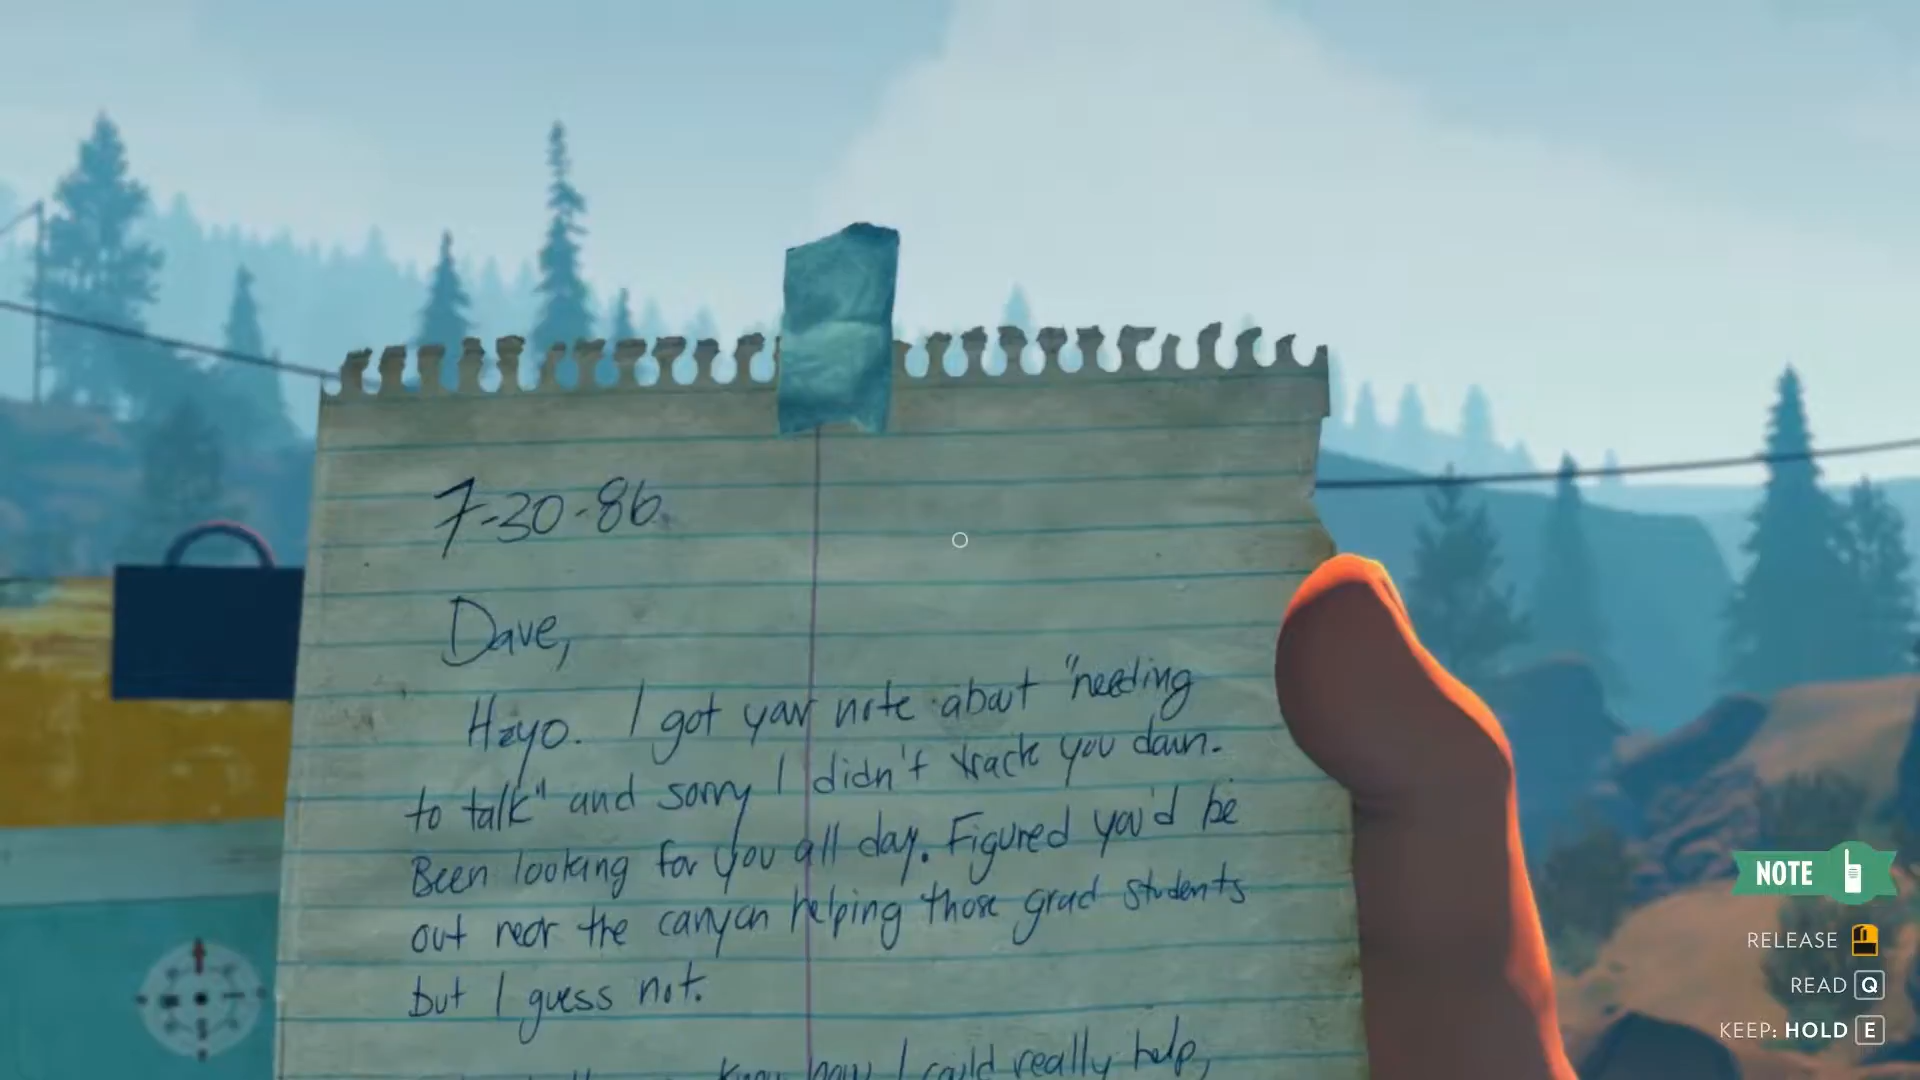 7-30-86
Dave,
Heyo. I got your note about "needing
to talk" and sorry I didn't track you down.
Been looking for you all day. Figured you'd be
out near the canyon helping those grad students
but I guess not.
know how I could really help,
NOTE
RELEASE
READ Q
KEEP: HOLD E